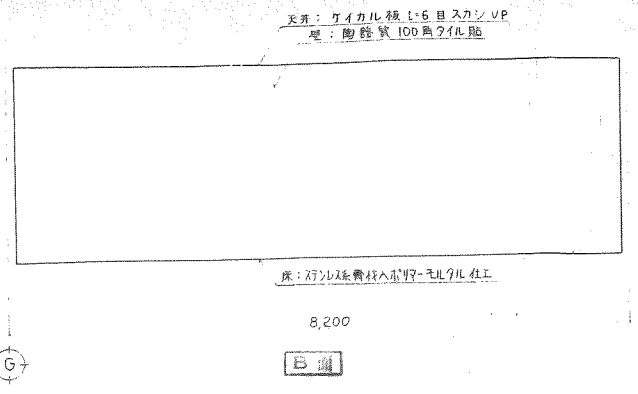 天井：ケイカル板 t=6 目スカシ VP
壁：陶器質 100角タイル貼
床：ステンレス系骨材入ポリマーモルタル仕上
8,200
G
B 面